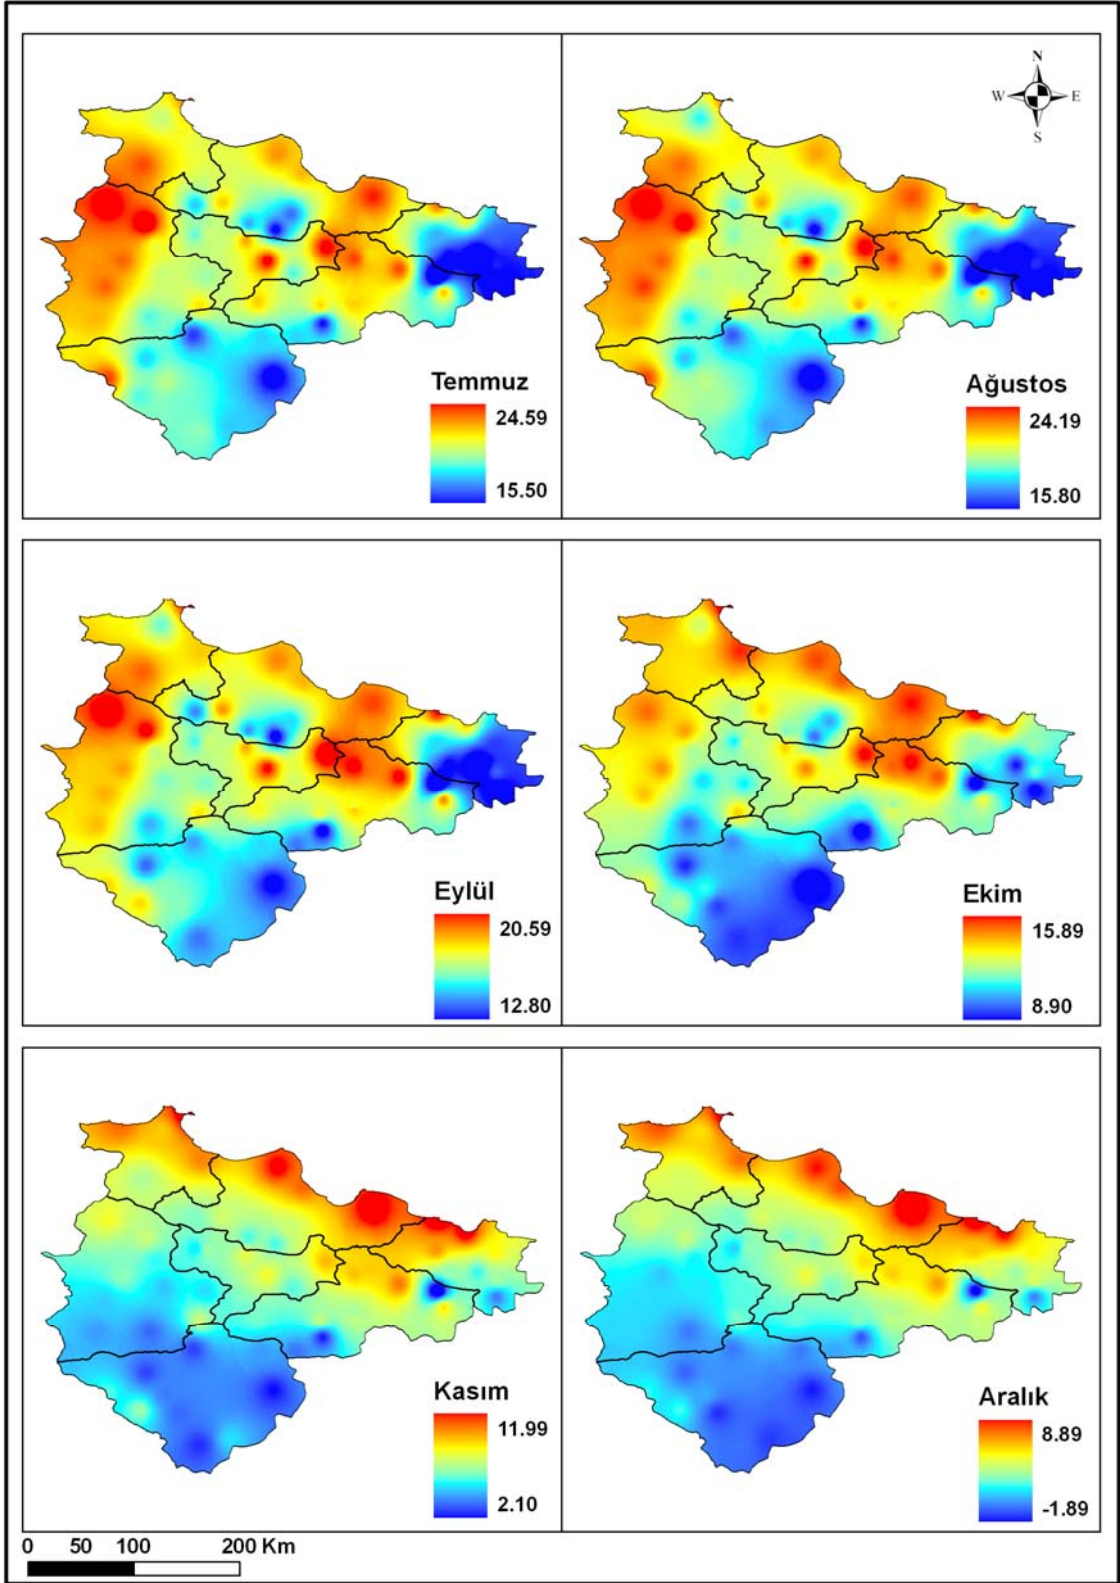 N
W E
S
Temmuz
24.59
15.50
Ağustos
24.19
15.80
Eylül
20.59
12.80
Ekim
15.89
8.90
Kasım
11.99
2.10
Aralık
8.89
-1.89
0 50 100 200 Km